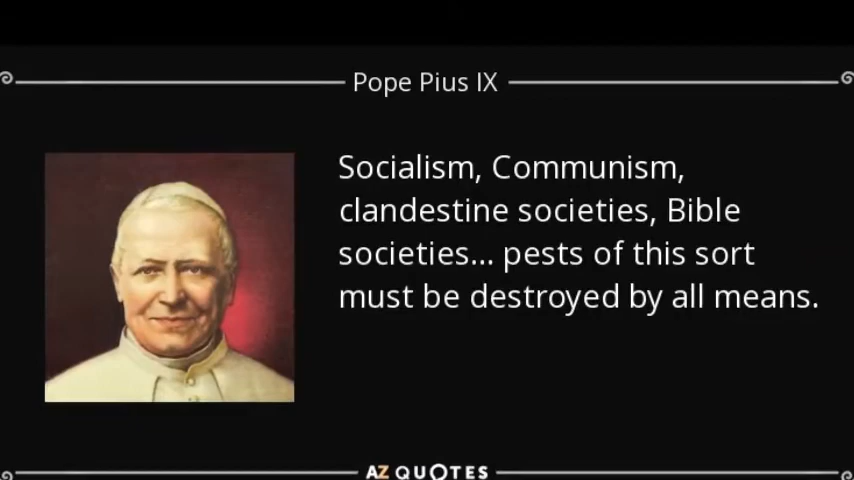 Pope Pius IX
Socialism, Communism,
clandestine societies, Bible
societies... pests of this sort
must be destroyed by all means.
AZ QUOTES